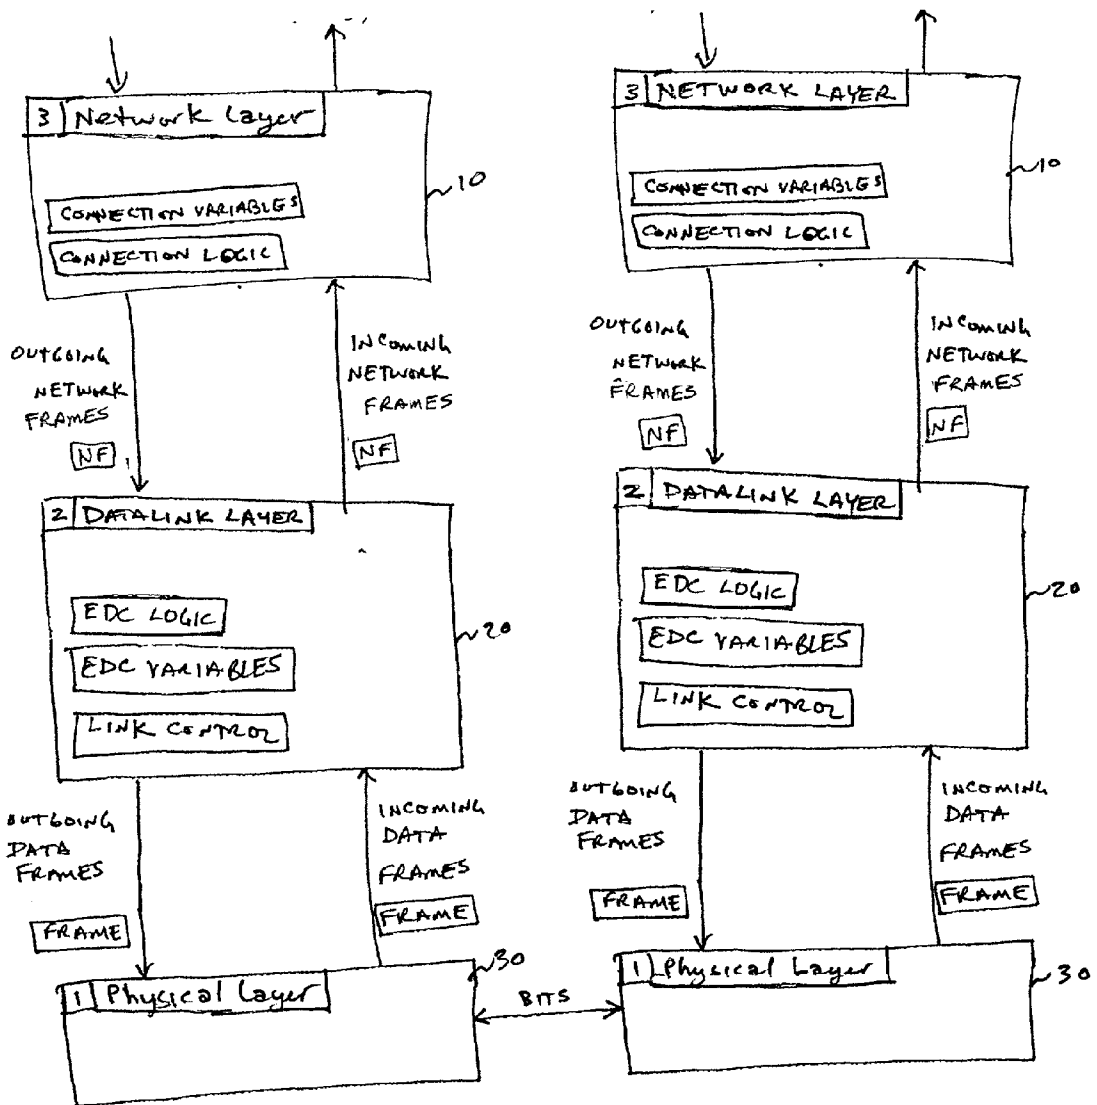 3 Network Layer
CONNECTION VARIABLES
CONNECTION LOGIC
10
OUTGOING
NETWORK
FRAMES
NF
INCOMING
NETWORK
FRAMES
NF
2 DATALINK LAYER
EDC LOGIC
EDC VARIABLES
LINK CONTROL
20
OUTGOING
DATA
FRAMES
FRAME
INCOMING
DATA
FRAMES
FRAME
1 Physical Layer
30
BITS
3 NETWORK LAYER
CONNECTION VARIABLES
CONNECTION LOGIC
10
OUTGOING
NETWORK
FRAMES
NF
INCOMING
NETWORK
FRAMES
NF
2 DATALINK LAYER
EDC LOGIC
EDC VARIABLES
LINK CONTROL
20
OUTGOING
DATA
FRAMES
FRAME
INCOMING
DATA
FRAMES
FRAME
1 Physical Layer
30